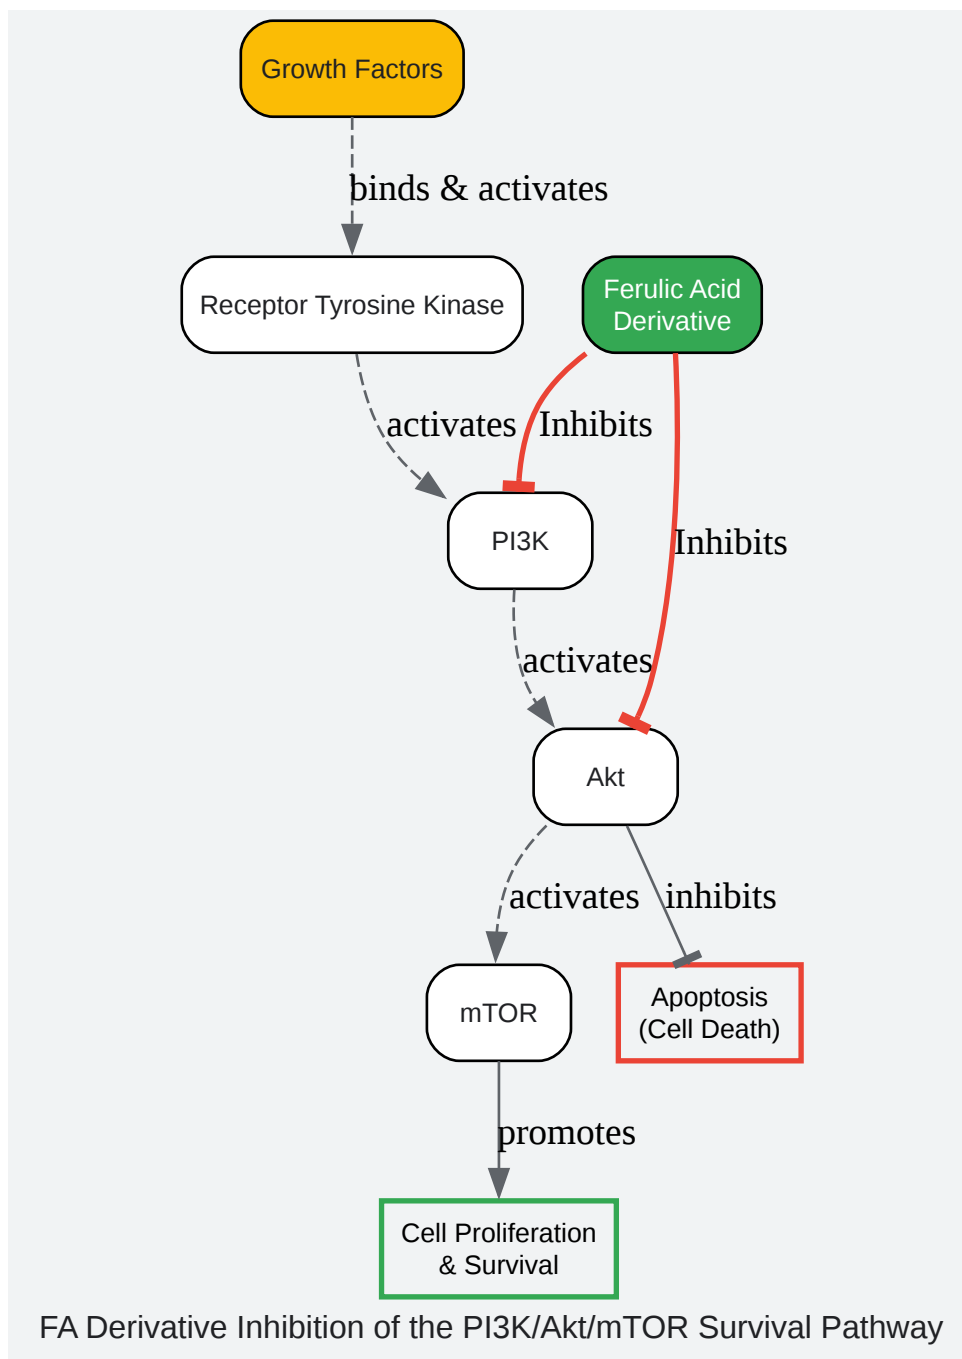 Growth Factors
binds & activates
Receptor Tyrosine Kinase
Ferulic Acid
Derivative
activates
Inhibits
PI3K
Inhibits
activates
Akt
activates
inhibits
mTOR
Apoptosis
(Cell Death)
promotes
Cell Proliferation
& Survival
FA Derivative Inhibition of the PI3K/Akt/mTOR Survival Pathway